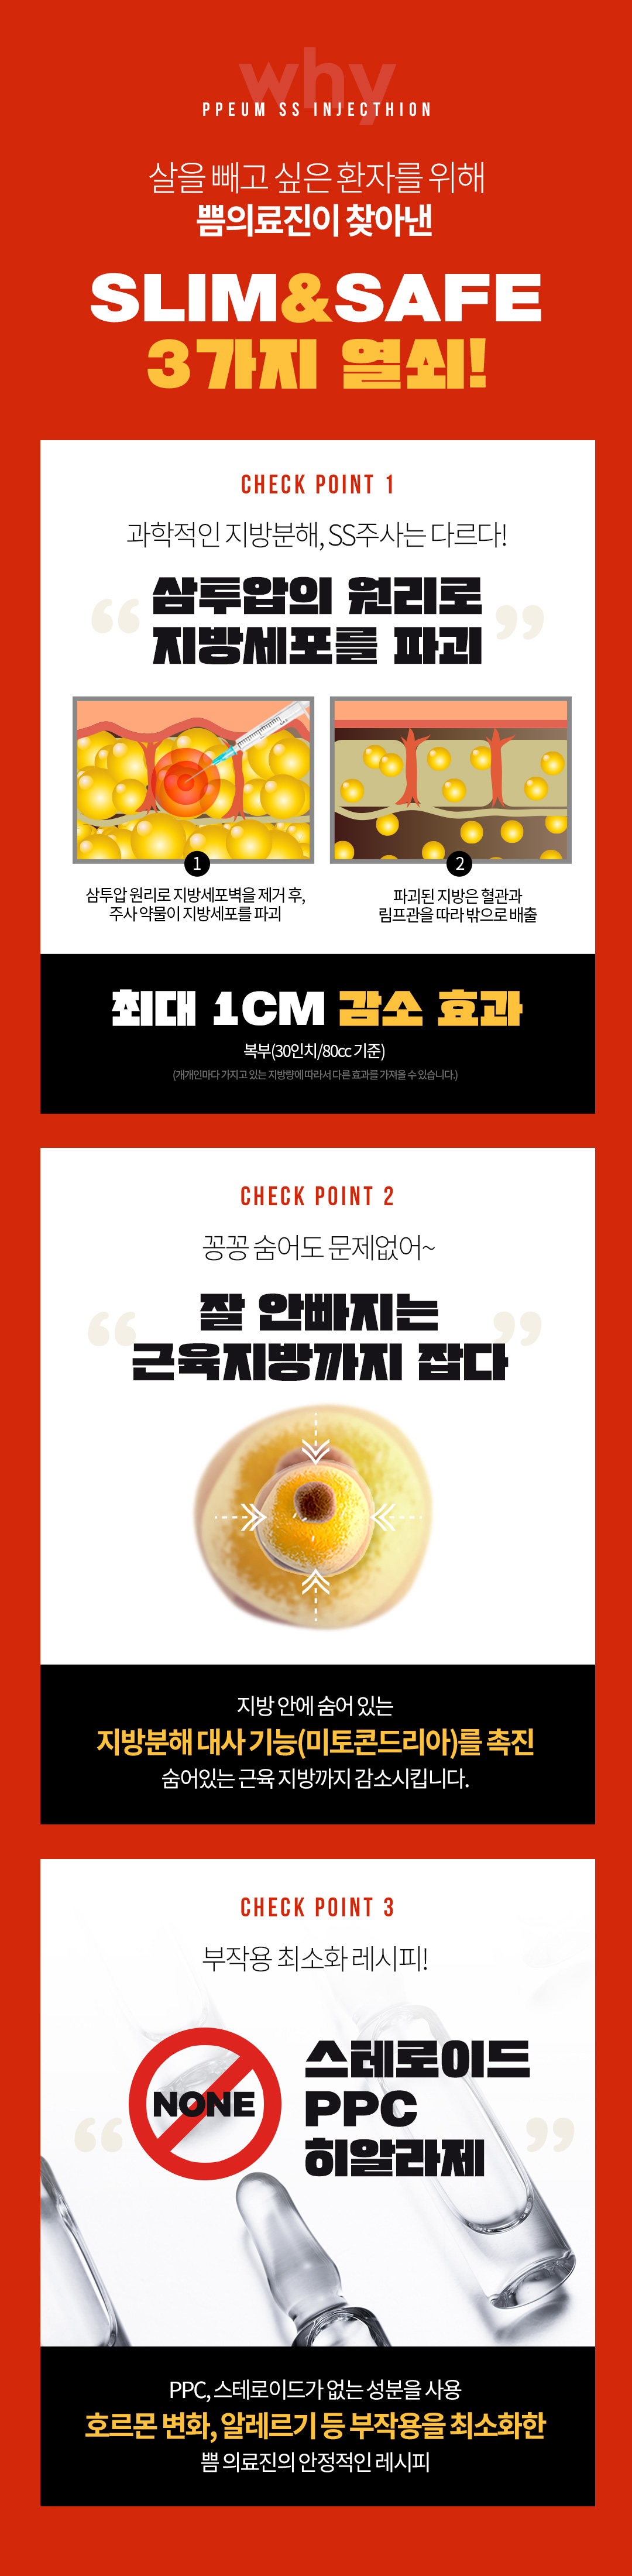 why
PPEUM SS INJECTHION
살을 빼고 싶은 환자를 위해
쁨의료진이 찾아낸
SLIM&SAFE
3가지 열쇠!
CHECK POINT 1
과학적인 지방분해, SS주사는 다르다!
“삼투압의 원리로
지방세포를 파괴”
1
삼투압 원리로 지방세포벽을 제거 후,
주사 약물이 지방세포를 파괴
2
파괴된 지방은 혈관과
림프관을 따라 밖으로 배출
최대 1CM 감소 효과
복부(30인치/80cc 기준)
(개개인마다 가지고 있는 지방량에 따라서 다른 효과를 가져올 수 있습니다.)
CHECK POINT 2
꽁꽁 숨어도 문제없어~
“잘 안빠지는
근육지방까지 잡다”
지방 안에 숨어 있는
지방분해 대사 기능(미토콘드리아)를 촉진
숨어있는 근육 지방까지 감소시킵니다.
CHECK POINT 3
부작용 최소화 레시피!
“NONE
스테로이드
PPC
히알라제”
PPC, 스테로이드가 없는 성분을 사용
호르몬 변화, 알레르기 등 부작용을 최소화한
쁨 의료진의 안정적인 레시피